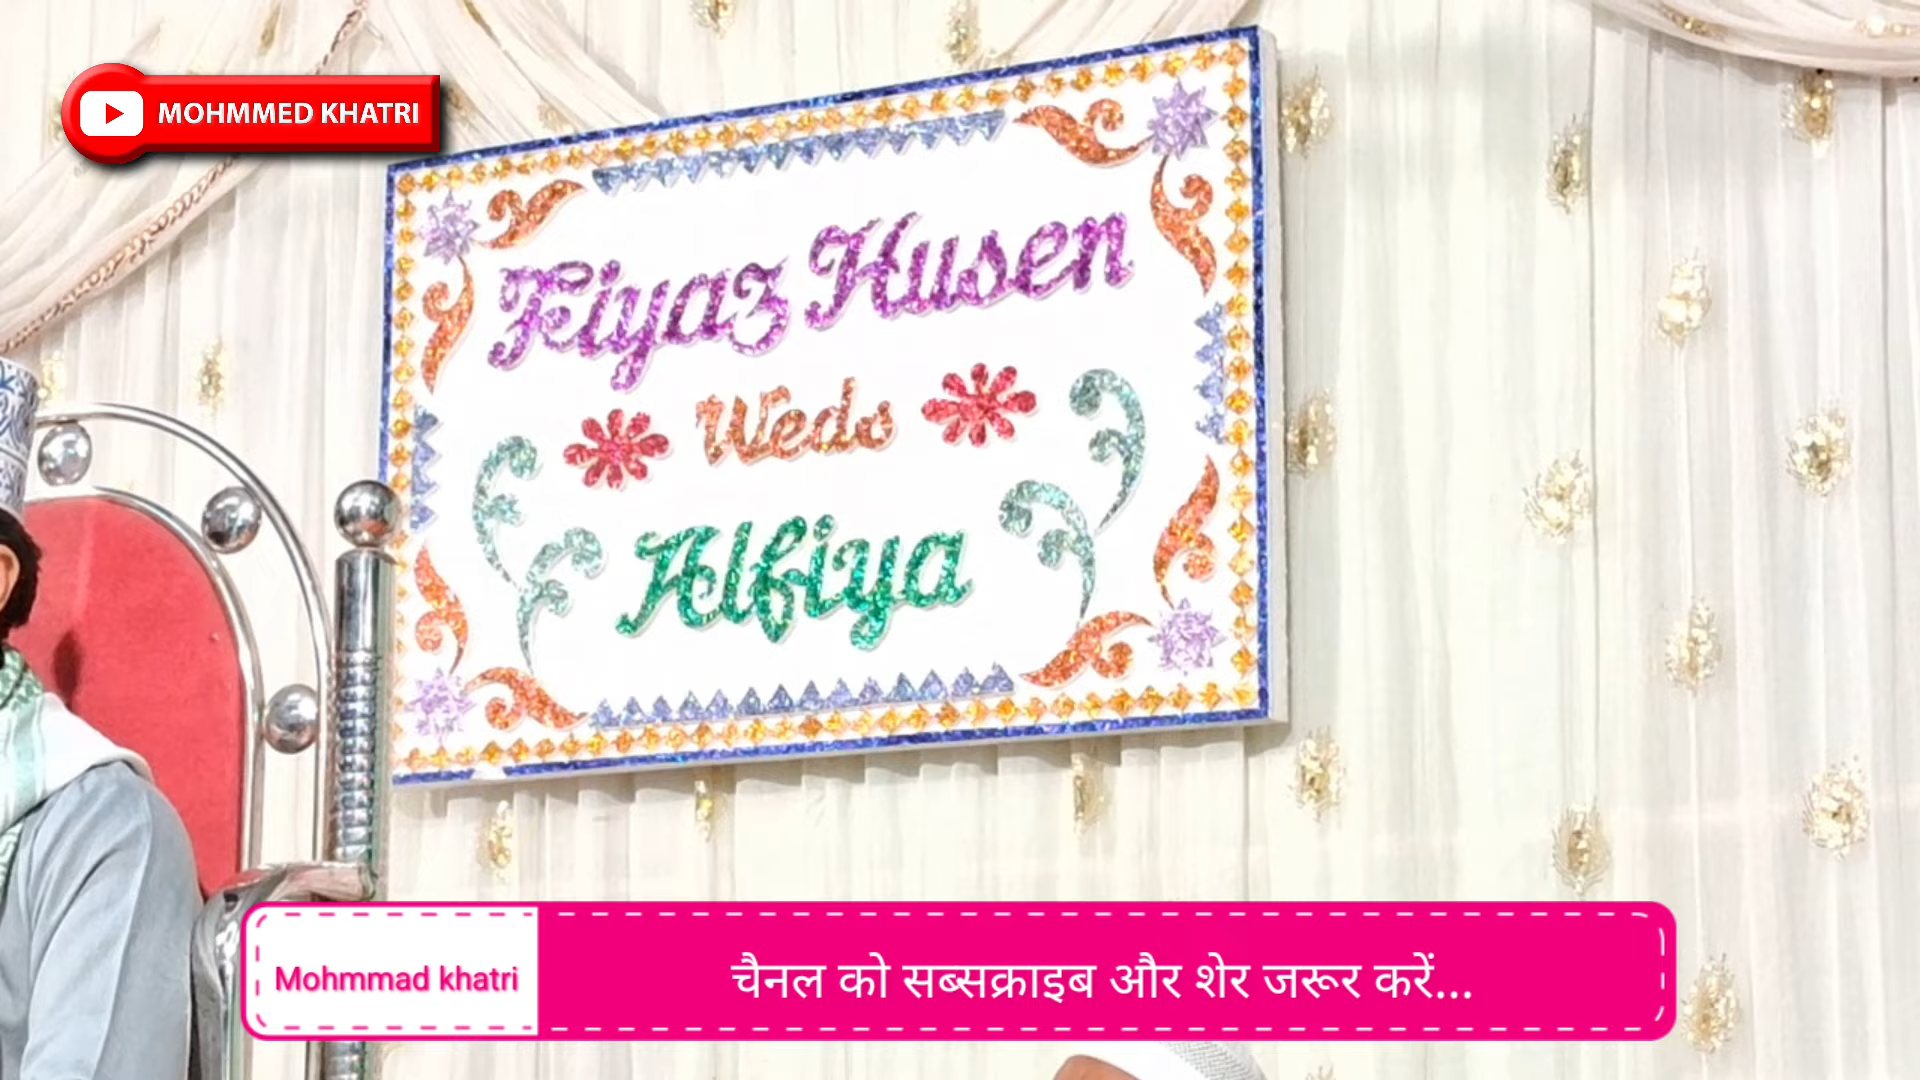 MOHMMED KHATRI
Fiyaz Husen
Weds
Alfiya
Mohmmad khatri
चैनल को सब्सक्राइब और शेर जरूर करें...